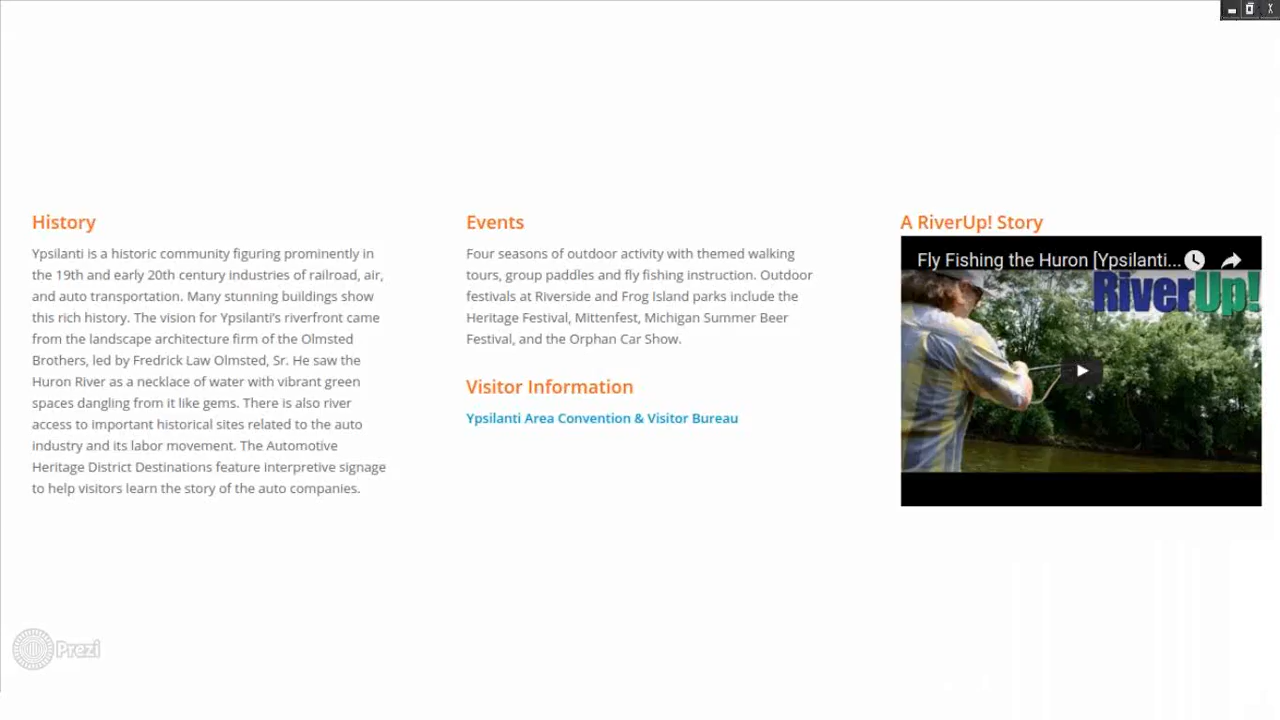 History
Ypsilanti is a historic community figuring prominently in
the 19th and early 20th century industries of railroad, air,
and auto transportation. Many stunning buildings show
this rich history. The vision for Ypsilanti's riverfront came
from the landscape architecture firm of the Olmsted
Brothers, led by Fredrick Law Olmsted, Sr. He saw the
Huron River as a necklace of water with vibrant green
spaces dangling from it like gems. There is also river
access to important historical sites related to the auto
industry and its labor movement. The Automotive
Heritage District Destinations feature interpretive signage
to help visitors learn the story of the auto companies.
Events
Four seasons of outdoor activity with themed walking
tours, group paddles and fly fishing instruction. Outdoor
festivals at Riverside and Frog Island parks include the
Heritage Festival, Mittenfest, Michigan Summer Beer
Festival, and the Orphan Car Show.
Visitor Information
Ypsilanti Area Convention & Visitor Bureau
A RiverUp! Story
Fly Fishing the Huron [Ypsilanti...
RiverUp!
Prezi